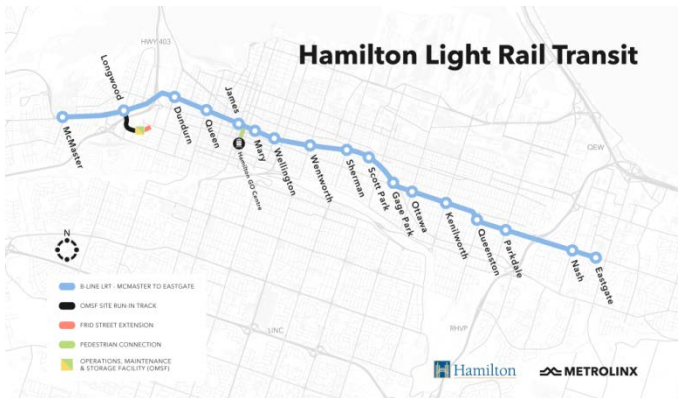 Hamilton Light Rail Transit
HWY 403
Longwood
McMaster
Dundurn
Queen
James
Hamilton GO Centre
Mary
Wellington
Wentworth
Sherman
Scott Park
Gage Park
Ottawa
Kenilworth
Queenston
Parkdale
Nash
Eastgate
QEW
N
B-LINE LRT - MCMASTER TO EASTGATE
OMSF SITE RUN-IN TRACK
FRID STREET EXTENSION
PEDESTRIAN CONNECTION
OPERATIONS, MAINTENANCE
& STORAGE FACILITY (OMSF)
LINC
RHVP
Hamilton
METROLINX